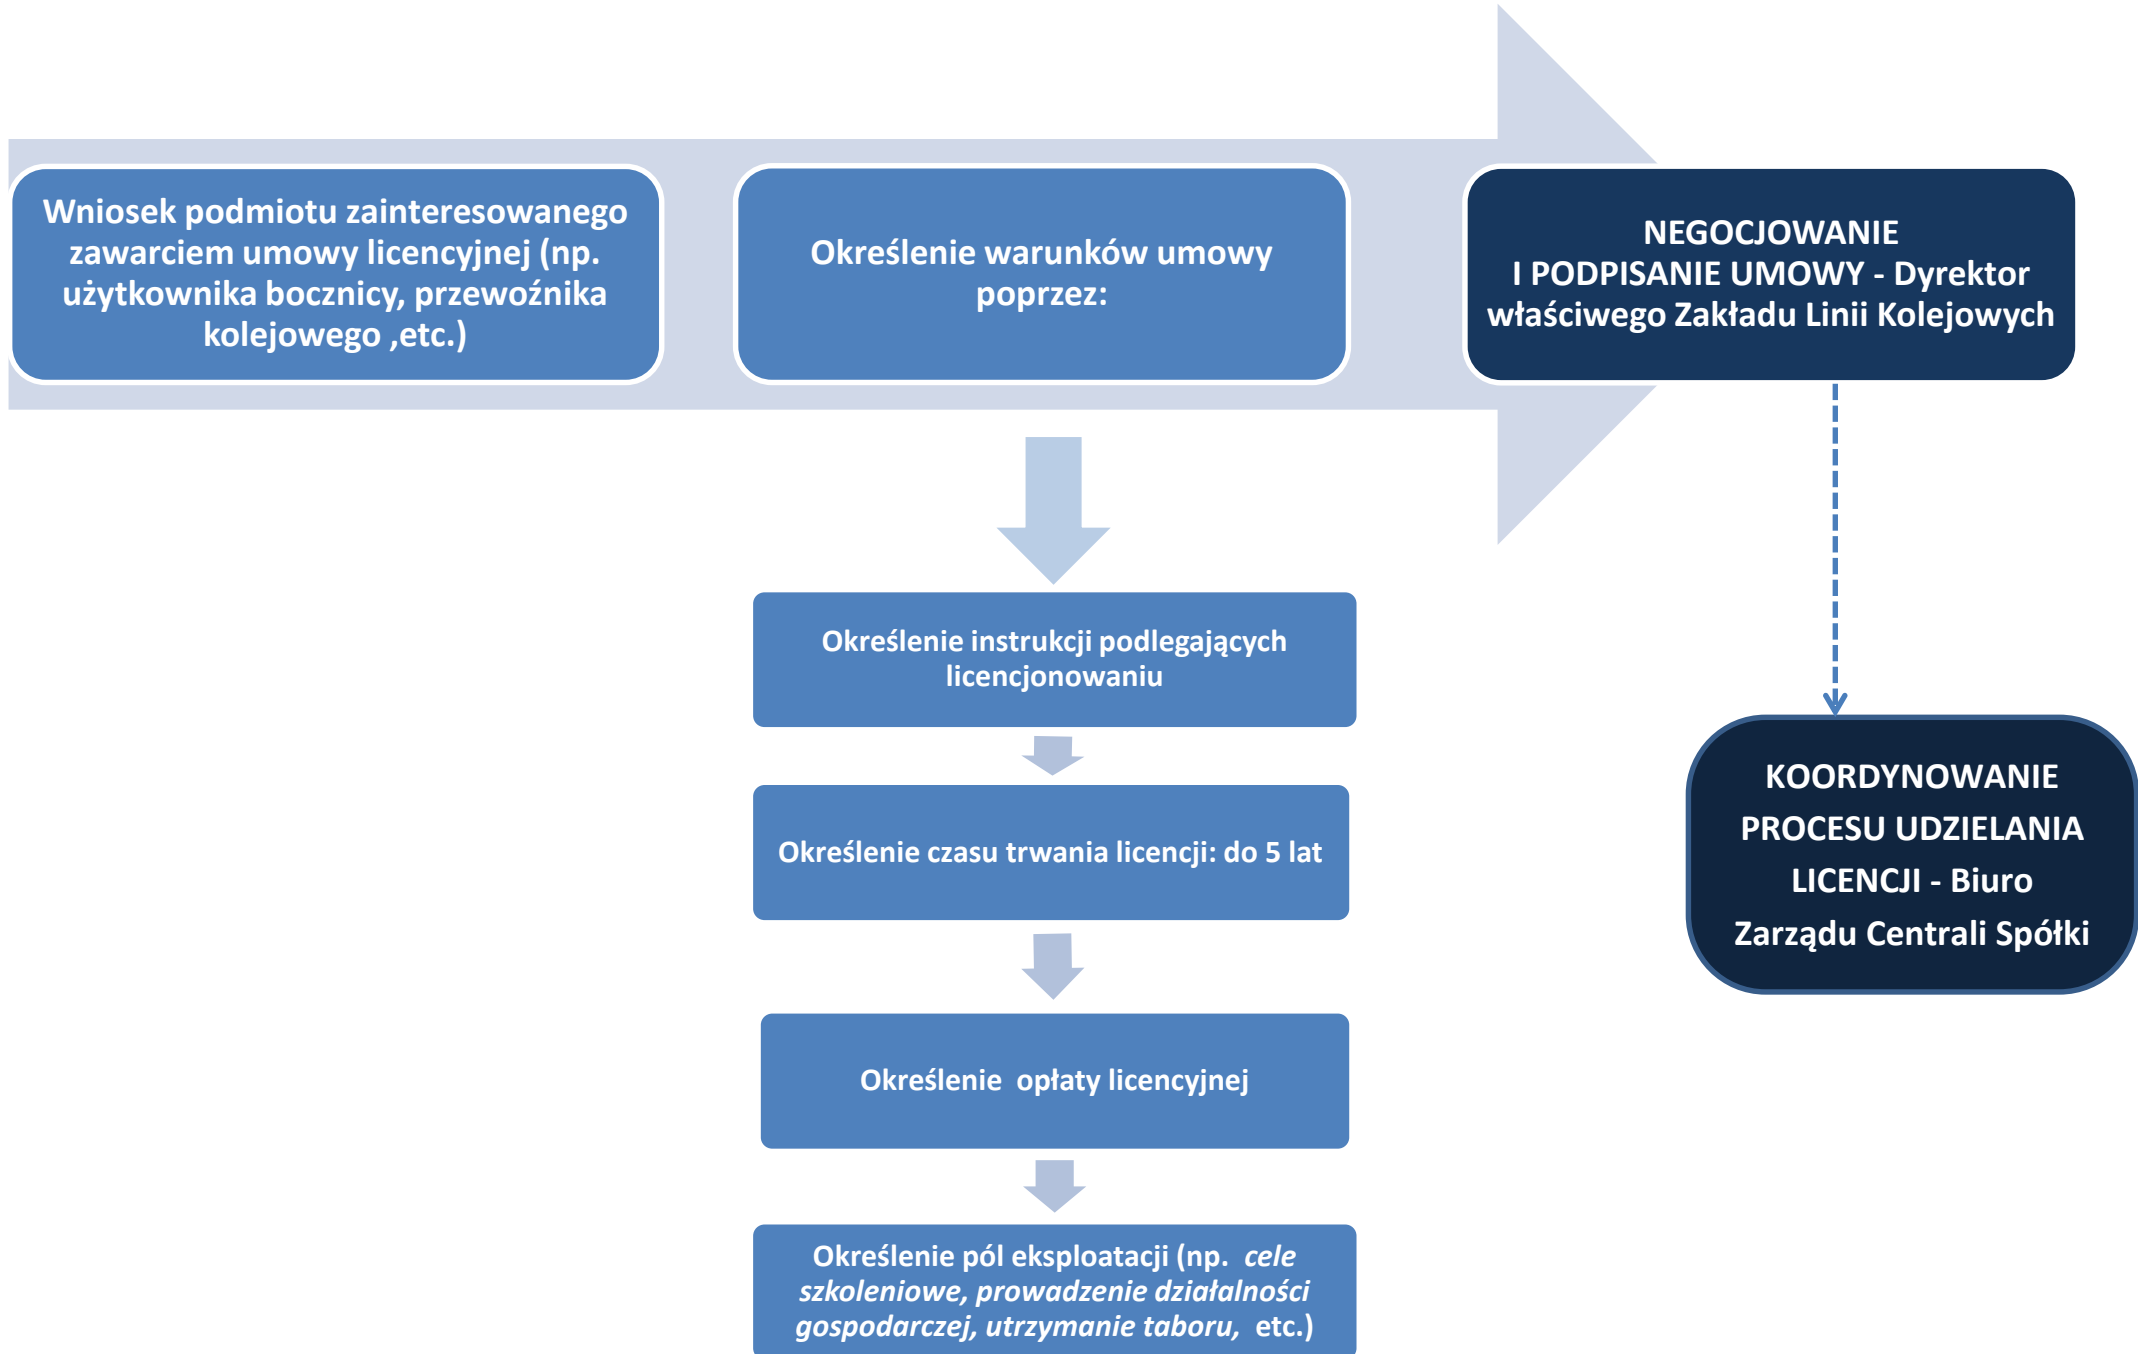 Wniosek podmiotu zainteresowanego
zawarciem umowy licencyjnej (np.
użytkownika bocznicy, przewoźnika
kolejowego ,etc.)
Określenie warunków umowy
poprzez:
NEGOCJOWANIE
I PODPISANIE UMOWY - Dyrektor
właściwego Zakładu Linii Kolejowych
Określenie instrukcji podlegających
licencjonowaniu
Określenie czasu trwania licencji: do 5 lat
Określenie  opłaty licencyjnej
Określenie pól eksploatacji (np.  cele
szkoleniowe, prowadzenie działalności
gospodarczej, utrzymanie taboru,  etc.)
KOORDYNOWANIE
PROCESU UDZIELANIA
LICENCJI - Biuro
Zarządu Centrali Spółki